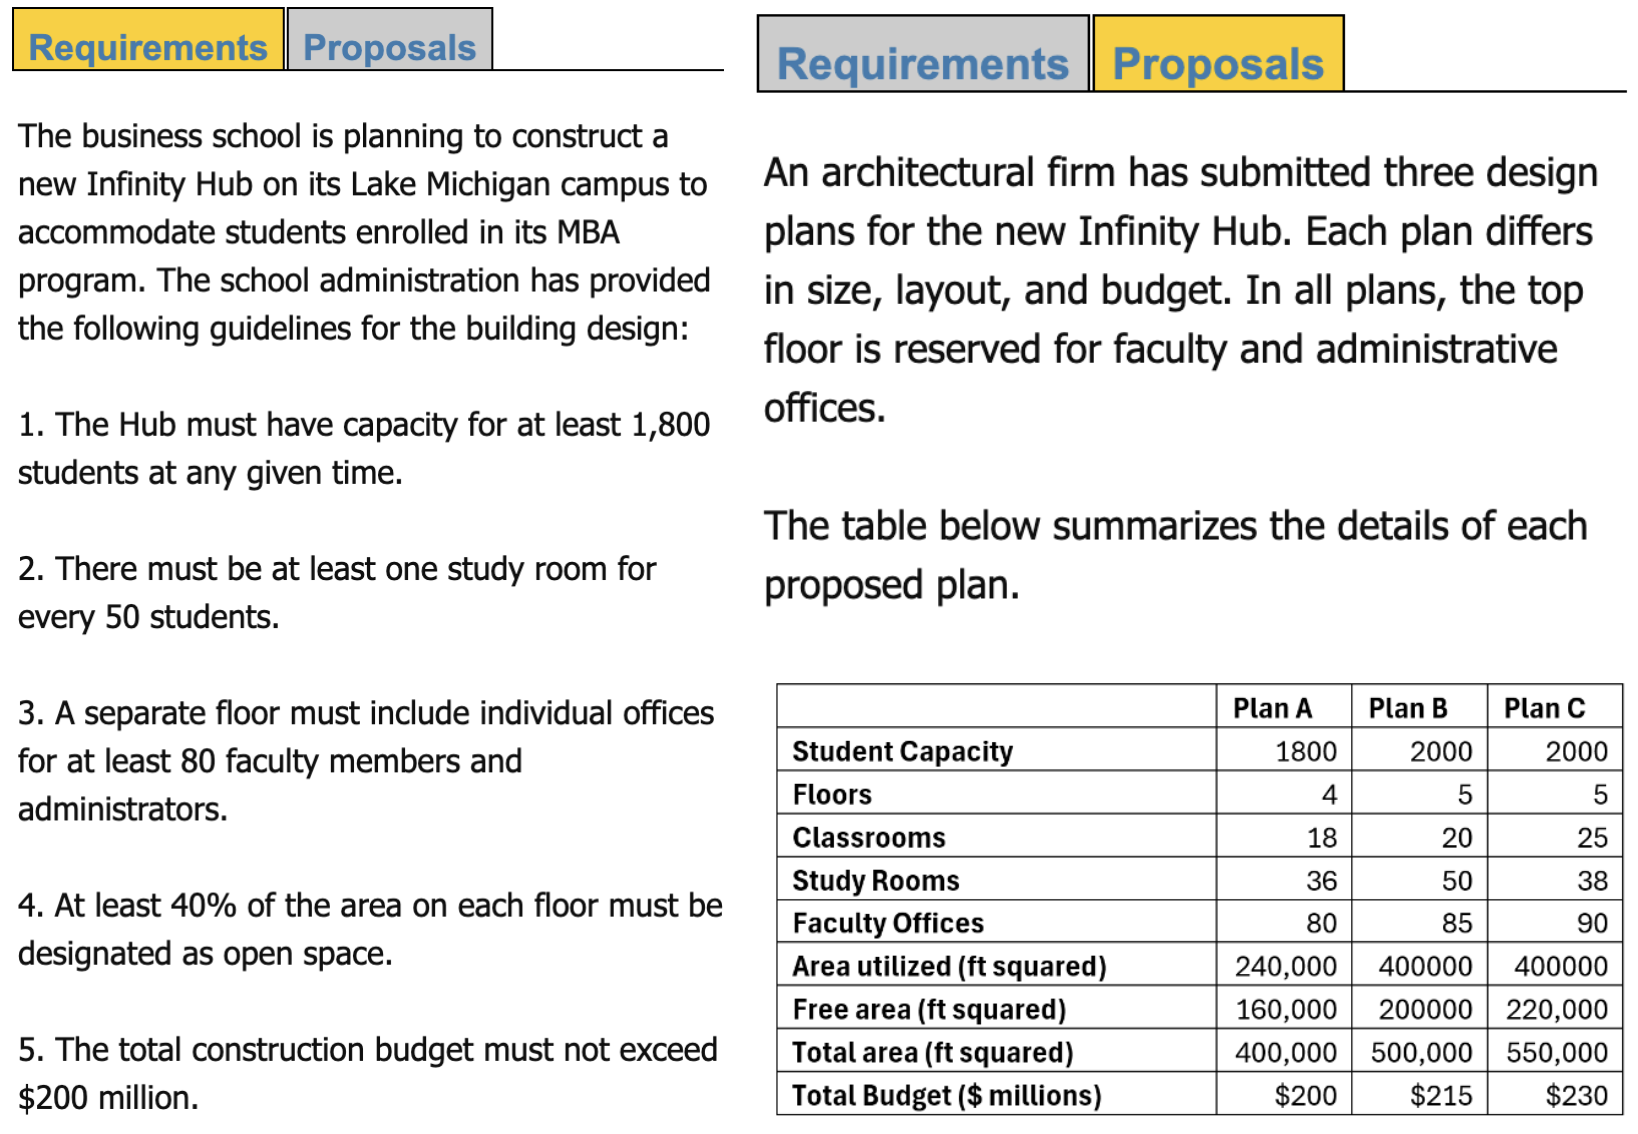 Requirements Proposals
The business school is planning to construct a
new Infinity Hub on its Lake Michigan campus to
accommodate students enrolled in its MBA
program. The school administration has provided
the following guidelines for the building design:
1. The Hub must have capacity for at least 1,800
students at any given time.
2. There must be at least one study room for
every 50 students.
3. A separate floor must include individual offices
for at least 80 faculty members and
administrators.
4. At least 40% of the area on each floor must be
designated as open space.
5. The total construction budget must not exceed
$200 million.
Requirements Proposals
An architectural firm has submitted three design
plans for the new Infinity Hub. Each plan differs
in size, layout, and budget. In all plans, the top
floor is reserved for faculty and administrative
offices.
The table below summarizes the details of each
proposed plan.
Plan A Plan B Plan C
Student Capacity 1800 2000 2000
Floors 4 5 5
Classrooms 18 20 25
Study Rooms 36 50 38
Faculty Offices 80 85 90
Area utilized (ft squared) 240,000 400000 400000
Free area (ft squared) 160,000 200000 220,000
Total area (ft squared) 400,000 500,000 550,000
Total Budget ($ millions) $200 $215 $230